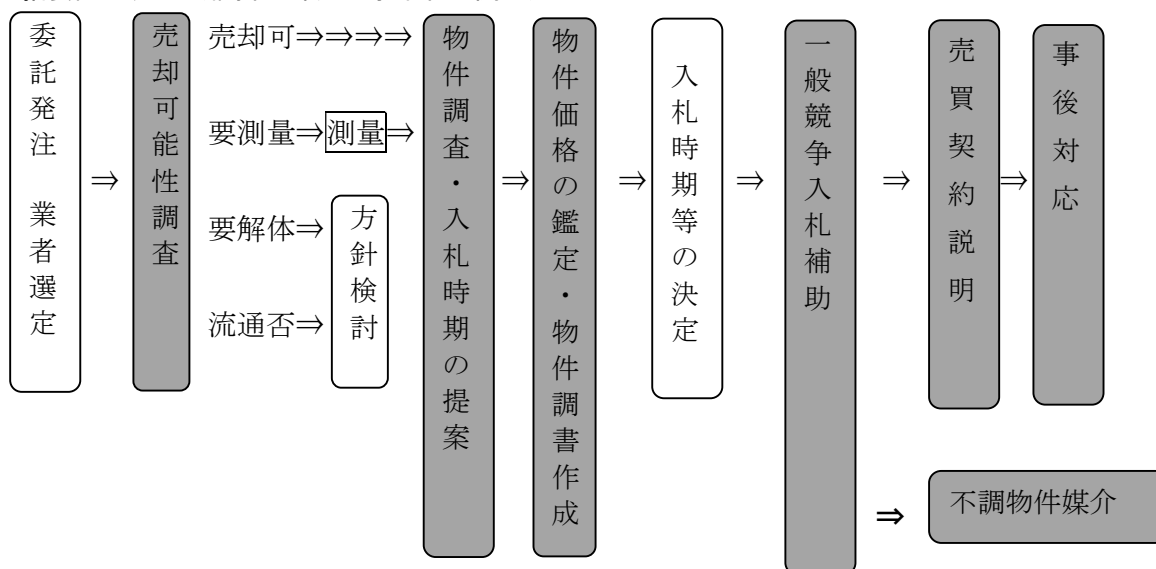 委託発注 業者選定
⇒
売却可能性調査
売却可⇒⇒⇒⇒
要測量⇒測量⇒
要解体⇒
流通否⇒
方針検討
物件調査・入札時期の提案
⇒
物件価格の鑑定・物件調書作成
⇒
入札時期等の決定
⇒
一般競争入札補助
⇒
売買契約説明
⇒
事後対応
⇒
不調物件媒介